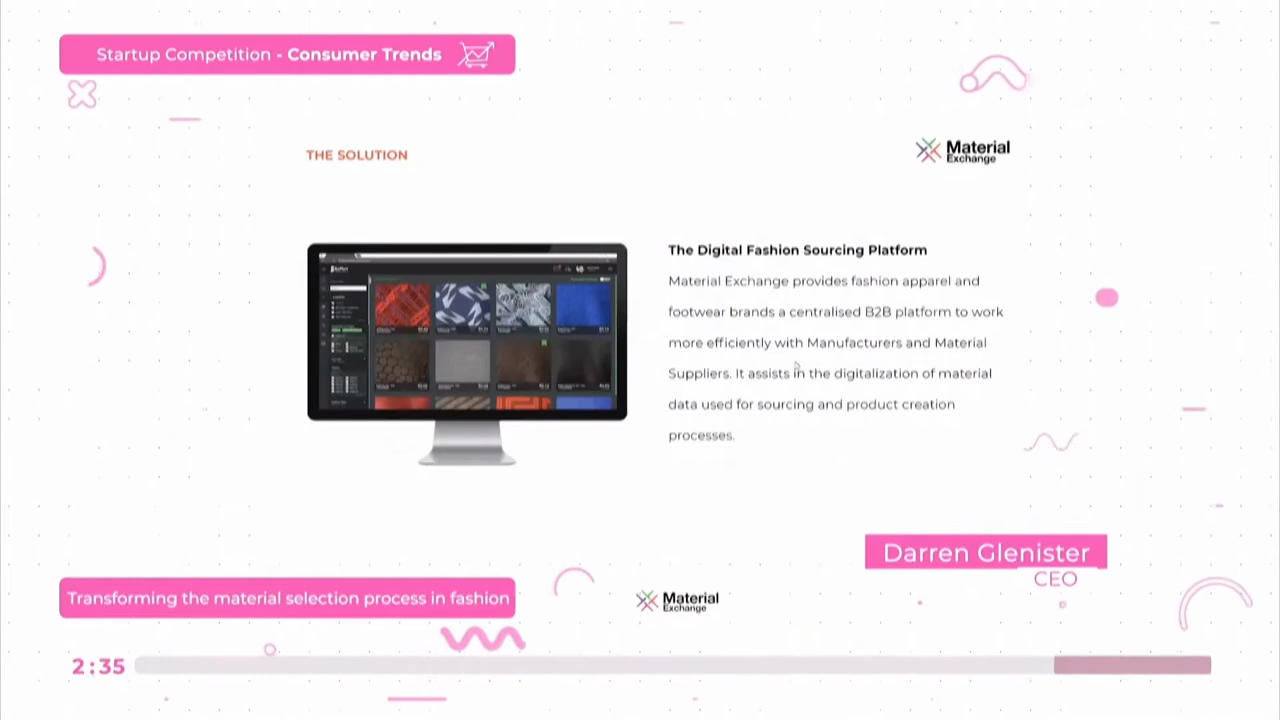 Startup Competition - Consumer Trends
THE SOLUTION
Material
Exchange
The Digital Fashion Sourcing Platform
Material Exchange provides fashion apparel and
footwear brands a centralised B2B platform to work
more efficiently with Manufacturers and Material
Suppliers. It assists in the digitalization of material
data used for sourcing and product creation
processes.
Darren Glenister
CEO
Transforming the material selection process in fashion
Material
Exchange
2:35